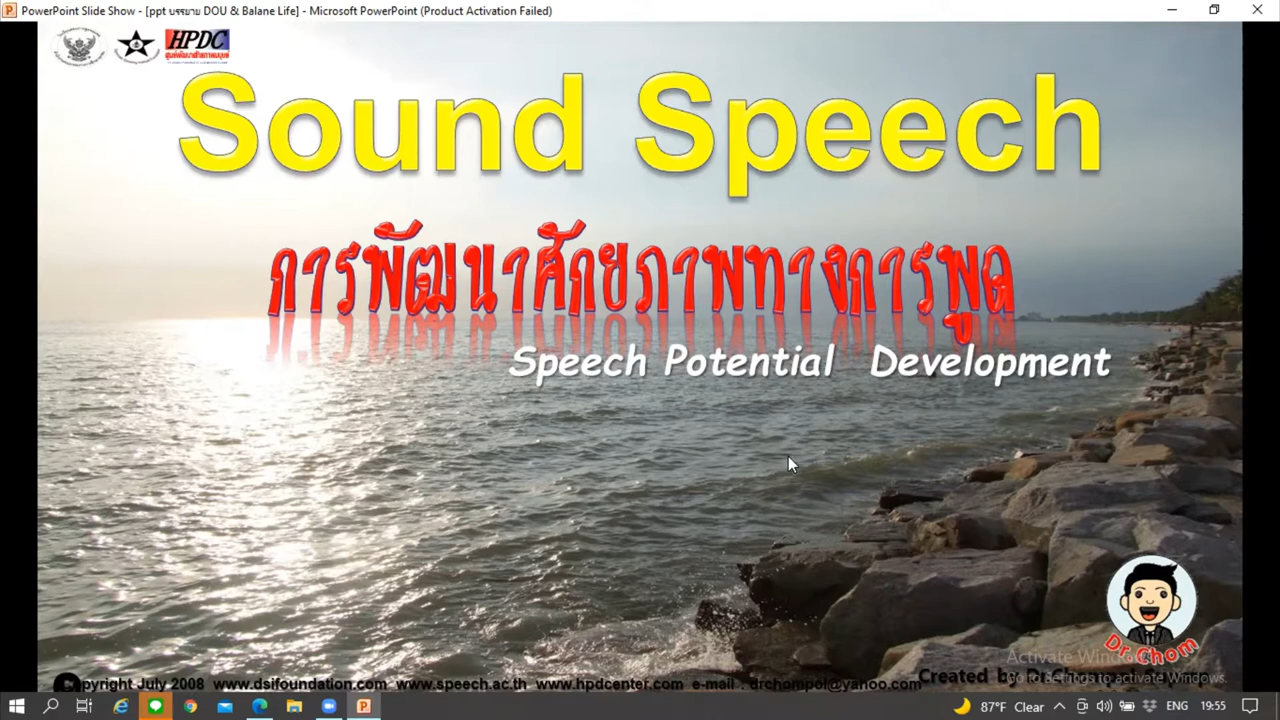 PowerPoint Slide Show - [ppt บรรยาย DOU & Balane Life] - Microsoft PowerPoint (Product Activation Failed)
HPDC
Sound Speech
การพัฒนาศักยภาพทางการพูด
Speech Potential Development
Dr.Chom
Activate Windows
Go to Settings to activate Windows.
Copyright July 2008 www.dsifoundation.com www.speech.ac.th www.hpdcenter.com e-mail : drchompol@yahoo.com
Created by
87°F Clear
ENG
19:55